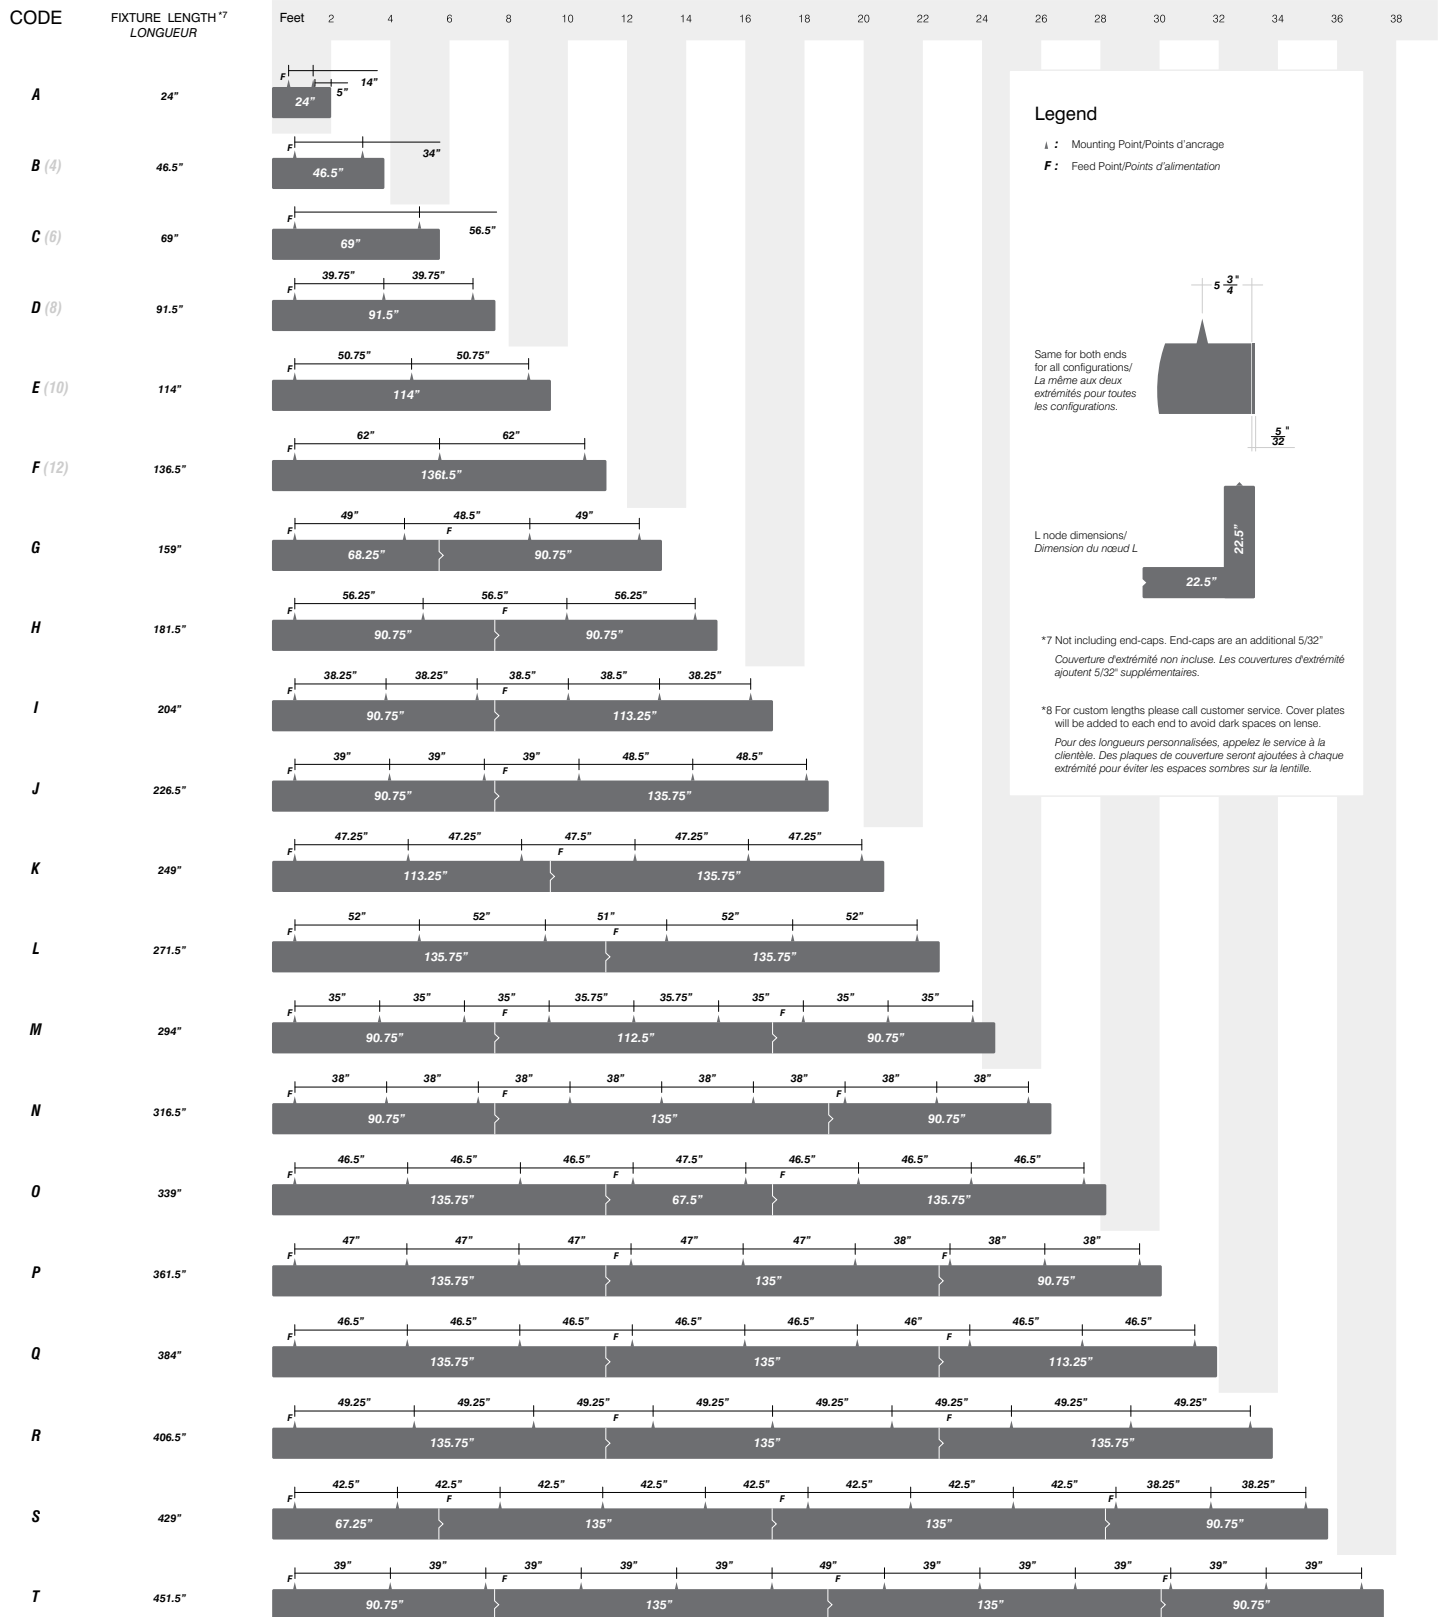 CODE FIXTURE LENGTH *7 Feet 2 4 6 8 10 12 14 16 18 20 22 24 26 28 30 32 34 36 38
LONGUEUR
F 14"
5"
A 24" 24"
F 34"
B (4) 46.5" 46.5"
F 56.5"
C (6) 69" 69"
39.75" 39.75"
F
D (8) 91.5" 91.5"
50.75" 50.75"
F
E (10) 114" 114"
62" 62"
F
F (12) 136.5" 136t.5"
49" 48.5" 49"
F F
G 159" 68.25" 90.75"
56.25" 56.5" 56.25"
F F
H 181.5" 90.75" 90.75"
38.25" 38.25" 38.5" 38.5" 38.25"
F F
I 204" 90.75" 113.25"
39" 39" 39" 48.5" 48.5"
F F
J 226.5" 90.75" 135.75"
47.25" 47.25" 47.5" 47.25" 47.25"
F F
K 249" 113.25" 135.75"
52" 52" 51" 52" 52"
F F
L 271.5" 135.75" 135.75"
35" 35" 35" 35.75" 35.75" 35" 35" 35"
F F F
M 294" 90.75" 112.5" 90.75"
38" 38" 38" 38" 38" 38" 38" 38"
F F F
N 316.5" 90.75" 135" 90.75"
46.5" 46.5" 46.5" 47.5" 46.5" 46.5" 46.5"
F F F
O 339" 135.75" 67.5" 135.75"
47" 47" 47" 47" 47" 38" 38" 38"
F F F
P 361.5" 135.75" 135" 90.75"
46.5" 46.5" 46.5" 46.5" 46.5" 46" 46.5" 46.5"
F F F
Q 384" 135.75" 135" 113.25"
49.25" 49.25" 49.25" 49.25" 49.25" 49.25" 49.25" 49.25"
F F F
R 406.5" 135.75" 135" 135.75"
42.5" 42.5" 42.5" 42.5" 42.5" 42.5" 42.5" 42.5" 38.25" 38.25"
F F F F
S 429" 67.25" 135" 135" 90.75"
39" 39" 39" 39" 39" 49" 39" 39" 39" 39" 39"
F F F F
T 451.5" 90.75" 135" 135" 90.75"
Legend
: Mounting Point/Points d'ancrage
F : Feed Point/Points d'alimentation
5 3/4"
Same for both ends
for all configurations/
La même aux deux
extrémités pour toutes
les configurations.
5/32"
L node dimensions/
Dimension du nœud L
22.5"
22.5"
*7 Not including end-caps. End-caps are an additional 5/32"
Couverture d'extrémité non incluse. Les couvertures d'extrémité
ajoutent 5/32" supplémentaires.
*8 For custom lengths please call customer service. Cover plates
will be added to each end to avoid dark spaces on lense.
Pour des longueurs personnalisées, appelez le service à la
clientèle. Des plaques de couverture seront ajoutées à chaque
extrémité pour éviter les espaces sombres sur la lentille.